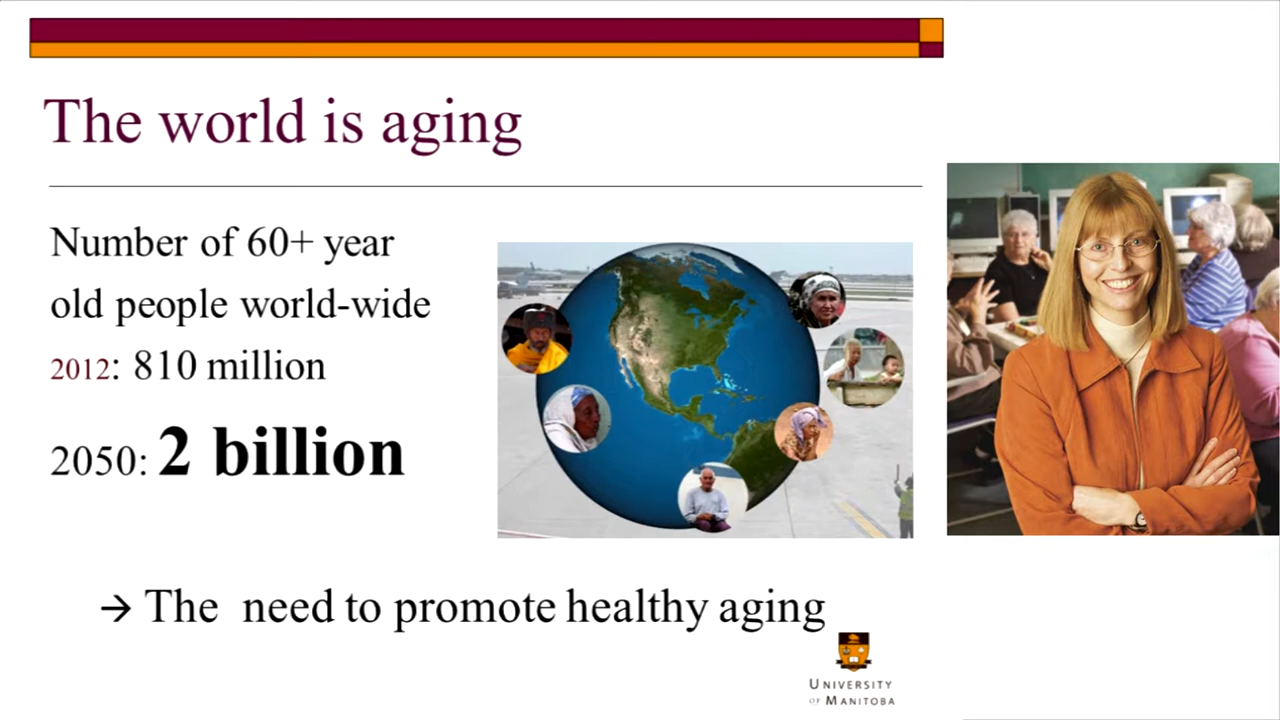 The world is aging
Number of 60+ year
old people world-wide
2012: 810 million
2050: 2 billion
→ The need to promote healthy aging
UNIVERSITY
OF MANITOBA